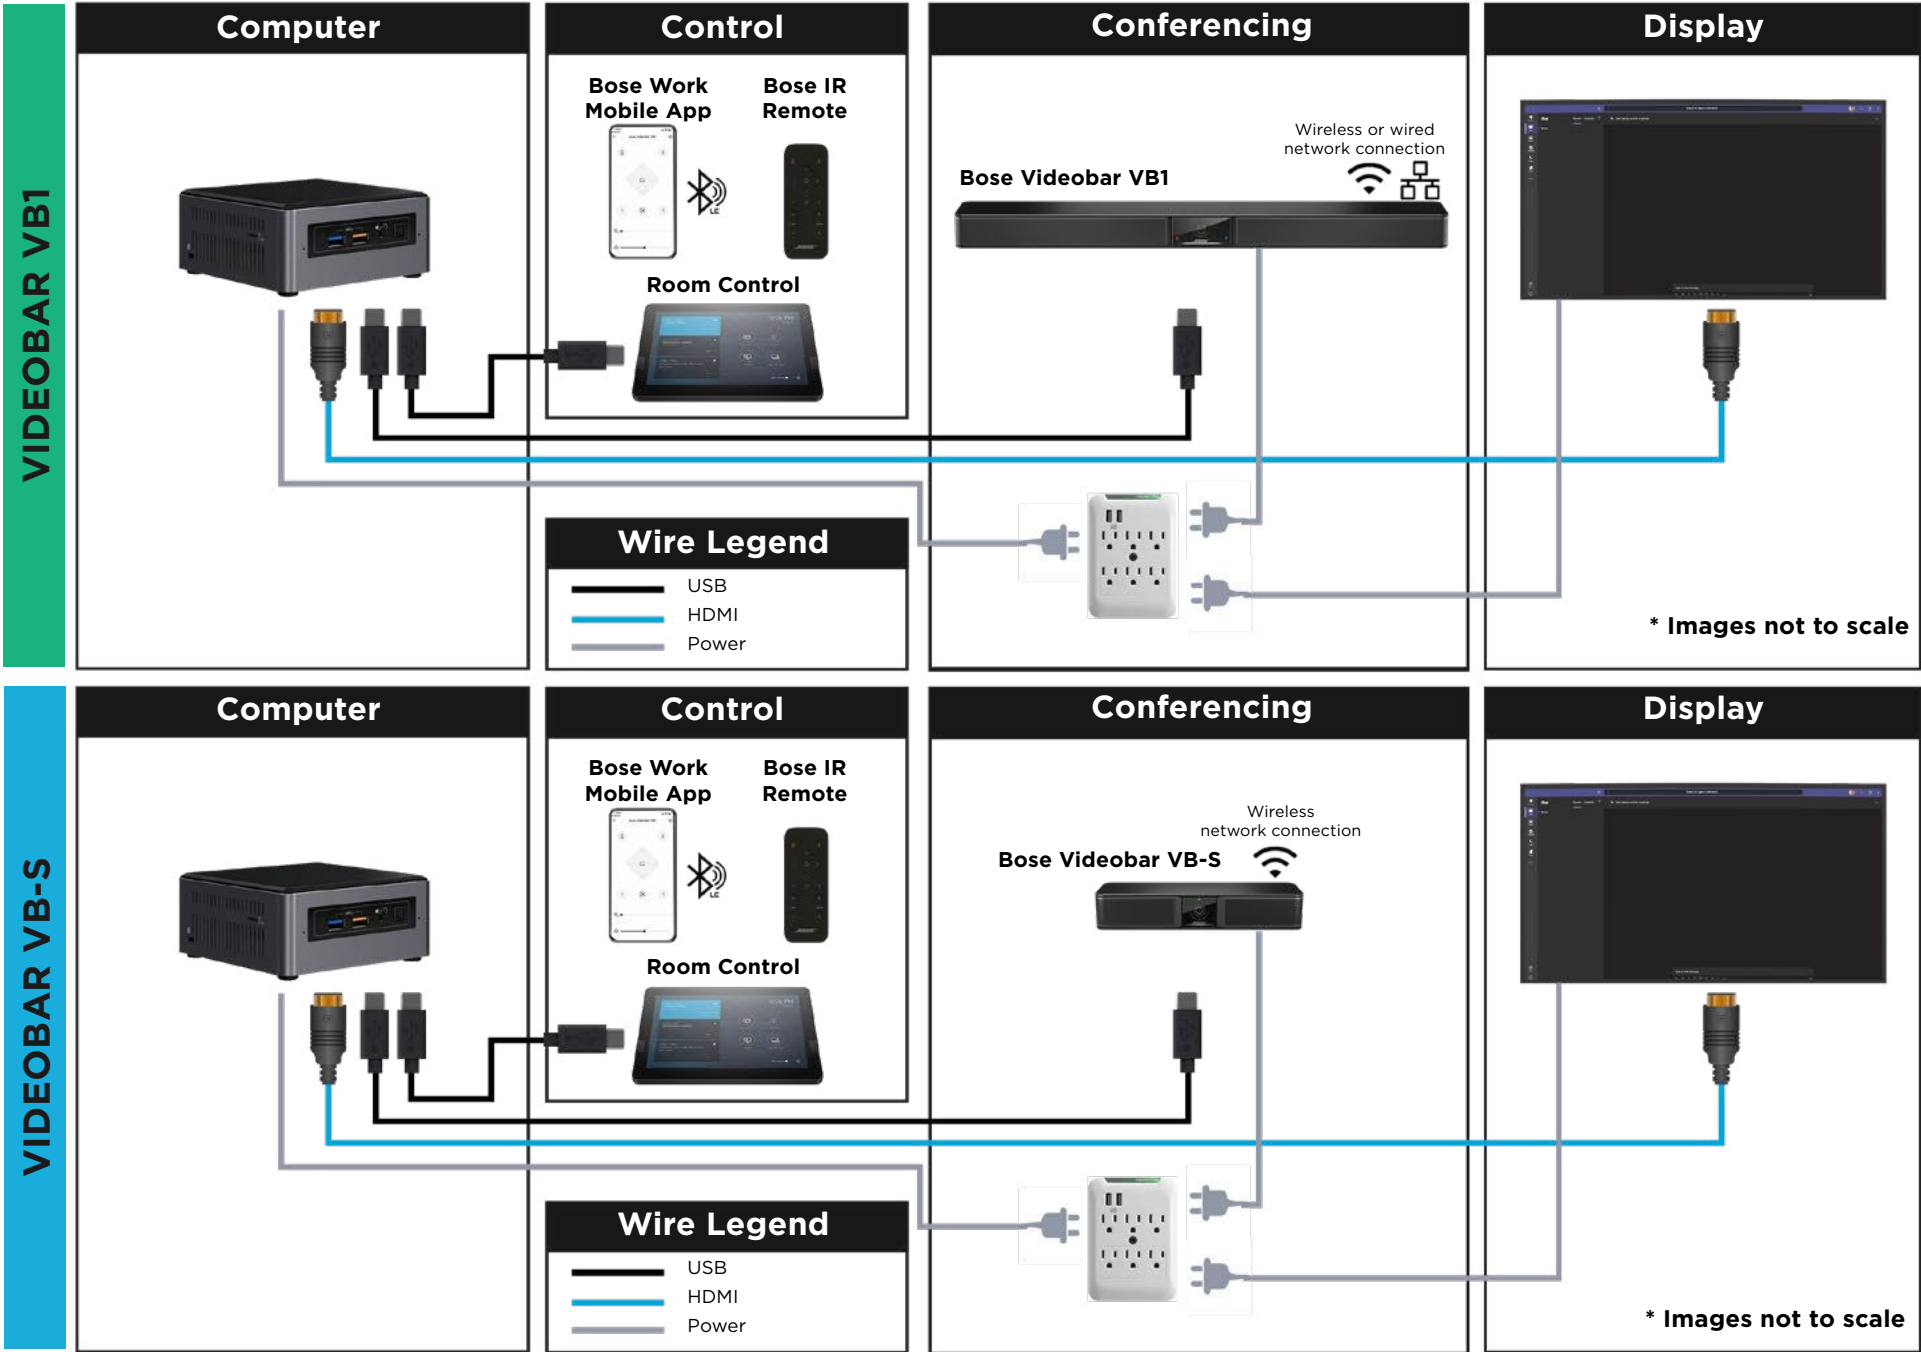 VIDEOBAR VB1
Computer
Control
Conferencing
Display
Bose Work
Mobile App
Bose IR
Remote
LE
Room Control
Wireless or wired
network connection
Bose Videobar VB1
Wire Legend
USB
HDMI
Power
* Images not to scale
VIDEOBAR VB-S
Computer
Control
Conferencing
Display
Bose Work
Mobile App
Bose IR
Remote
LE
Room Control
Wireless
network connection
Bose Videobar VB-S
Wire Legend
USB
HDMI
Power
* Images not to scale